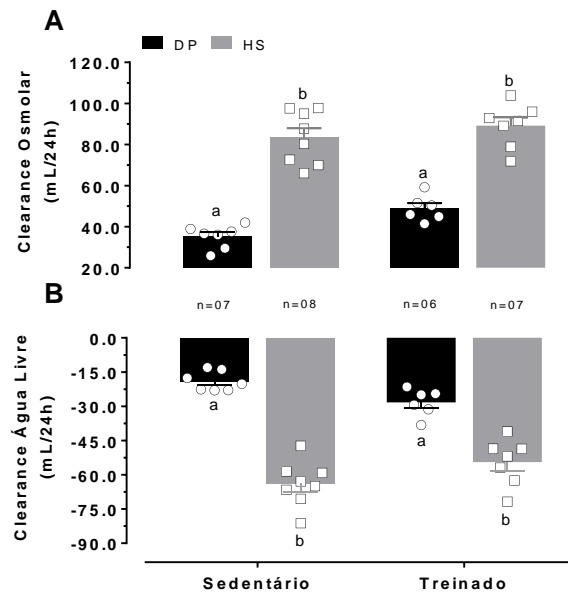 A
DP HS
Clearance Osmolar
(mL/24h)
120.0
100.0
80.0
60.0
40.0
20.0
a
b
a
b
n=07 n=08 n=06 n=07
B
Clearance Água Livre
(mL/24h)
0.0
-15.0
-30.0
-45.0
-60.0
-75.0
-90.0
a
b
a
b
Sedentário Treinado